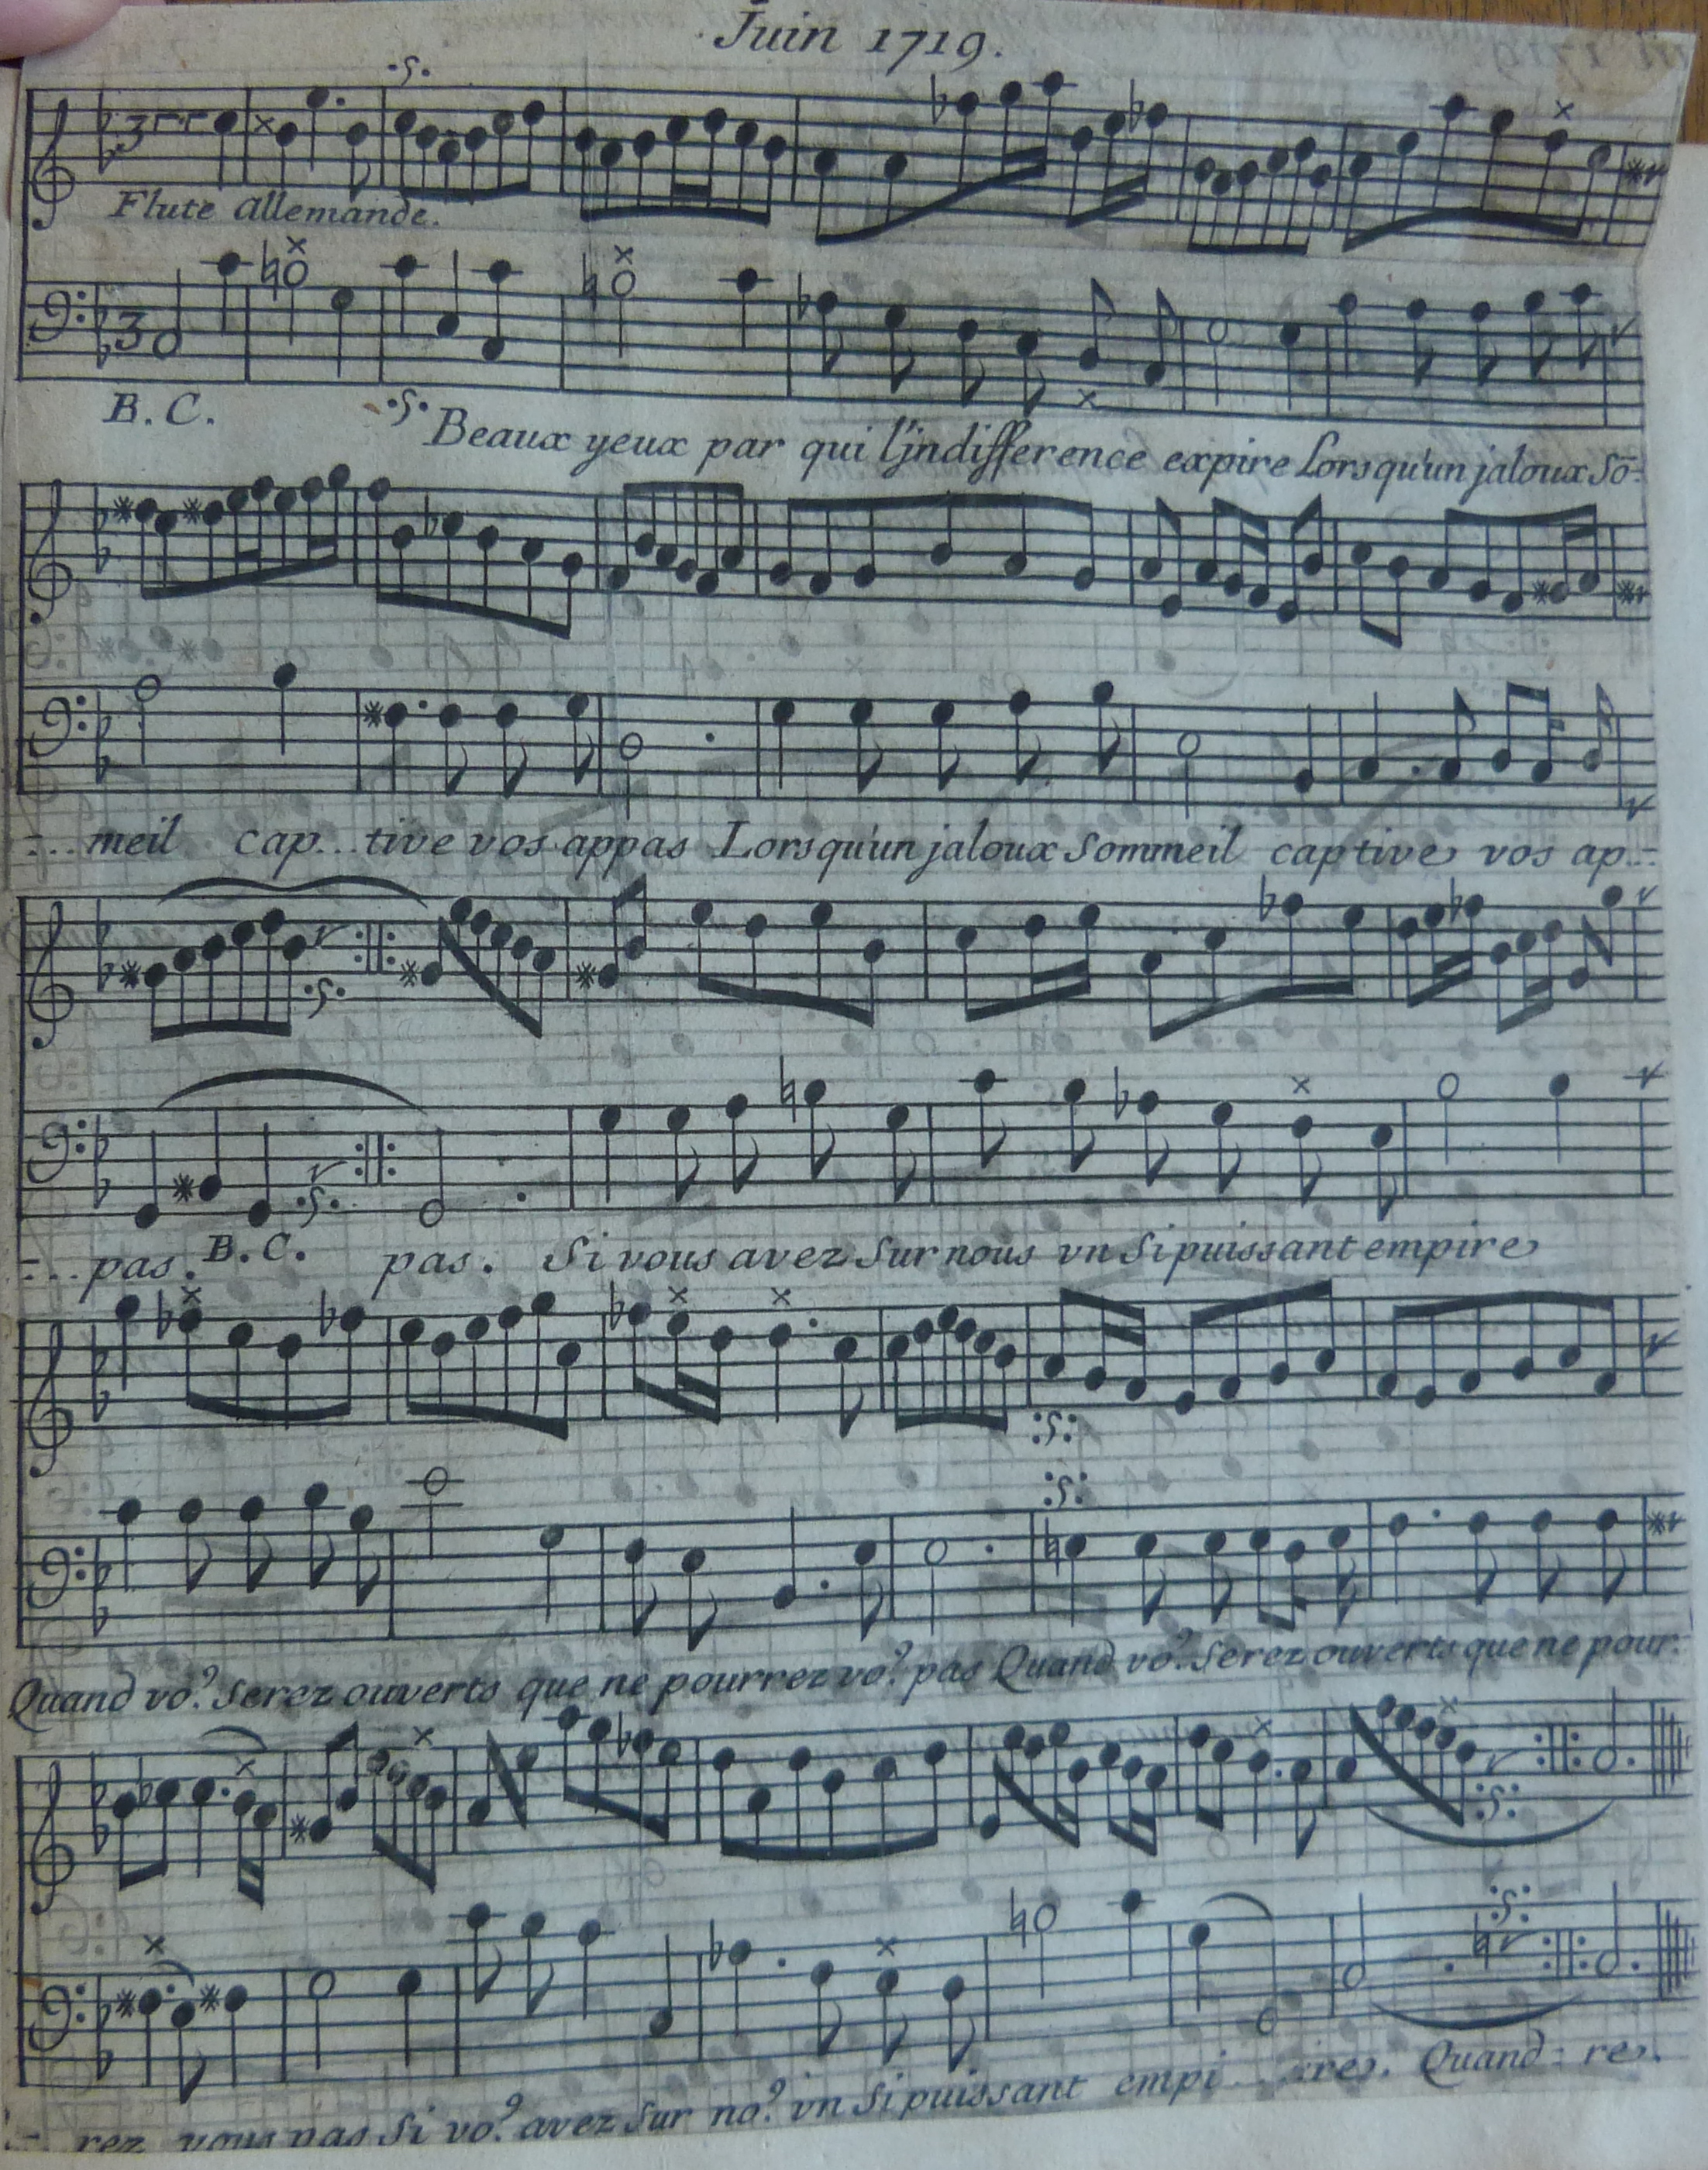 Juin 1719.
Flute allemande.
B. C.
Beaux yeux par qui l'jndifference expire Lorsqu'un jaloux so-
-...meil cap...tive vos appas Lorsqu'un jaloux sommeil captive vos ap..-
-...pas. B. C. pas. Si vous avez sur nous vn si puissant empire
Quand vo.ꝰ serez ouverts que ne pourrez vo.ꝰ pas Quand vo.ꝰ serez ouverts que ne pour-
-.. rez vous pas Si vo.ꝰ avez sur no.ꝰ vn si puissant empi ... re. Quand - re.